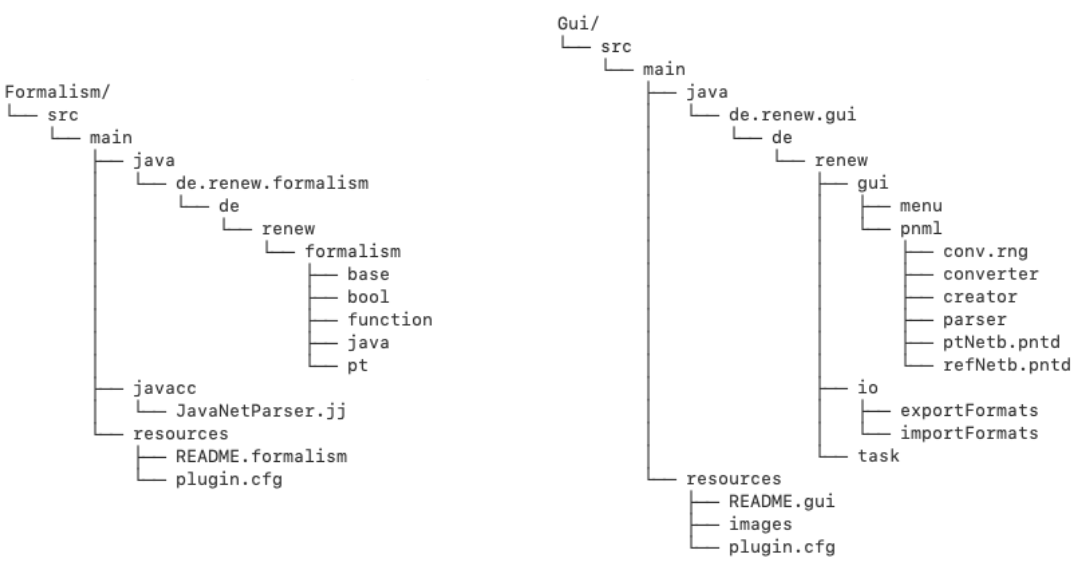 Formalism/
└── src
    └── main
        ├── java
        │   └── de.renew.formalism
        │       └── de
        │           └── renew
        │               └── formalism
        │                   ├── base
        │                   ├── bool
        │                   ├── function
        │                   ├── java
        │                   └── pt
        ├── javacc
        │   └── JavaNetParser.jj
        └── resources
            ├── README.formalism
            └── plugin.cfg
Gui/
└── src
    └── main
        ├── java
        │   └── de.renew.gui
        │       └── de
        │           └── renew
        │               ├── gui
        │               │   ├── menu
        │               │   └── pnml
        │               │       ├── conv.rng
        │               │       ├── converter
        │               │       ├── creator
        │               │       ├── parser
        │               │       ├── ptNetb.pntd
        │               │       └── refNetb.pntd
        │               ├── io
        │               │   ├── exportFormats
        │               │   └── importFormats
        │               └── task
        └── resources
            ├── README.gui
            ├── images
            └── plugin.cfg